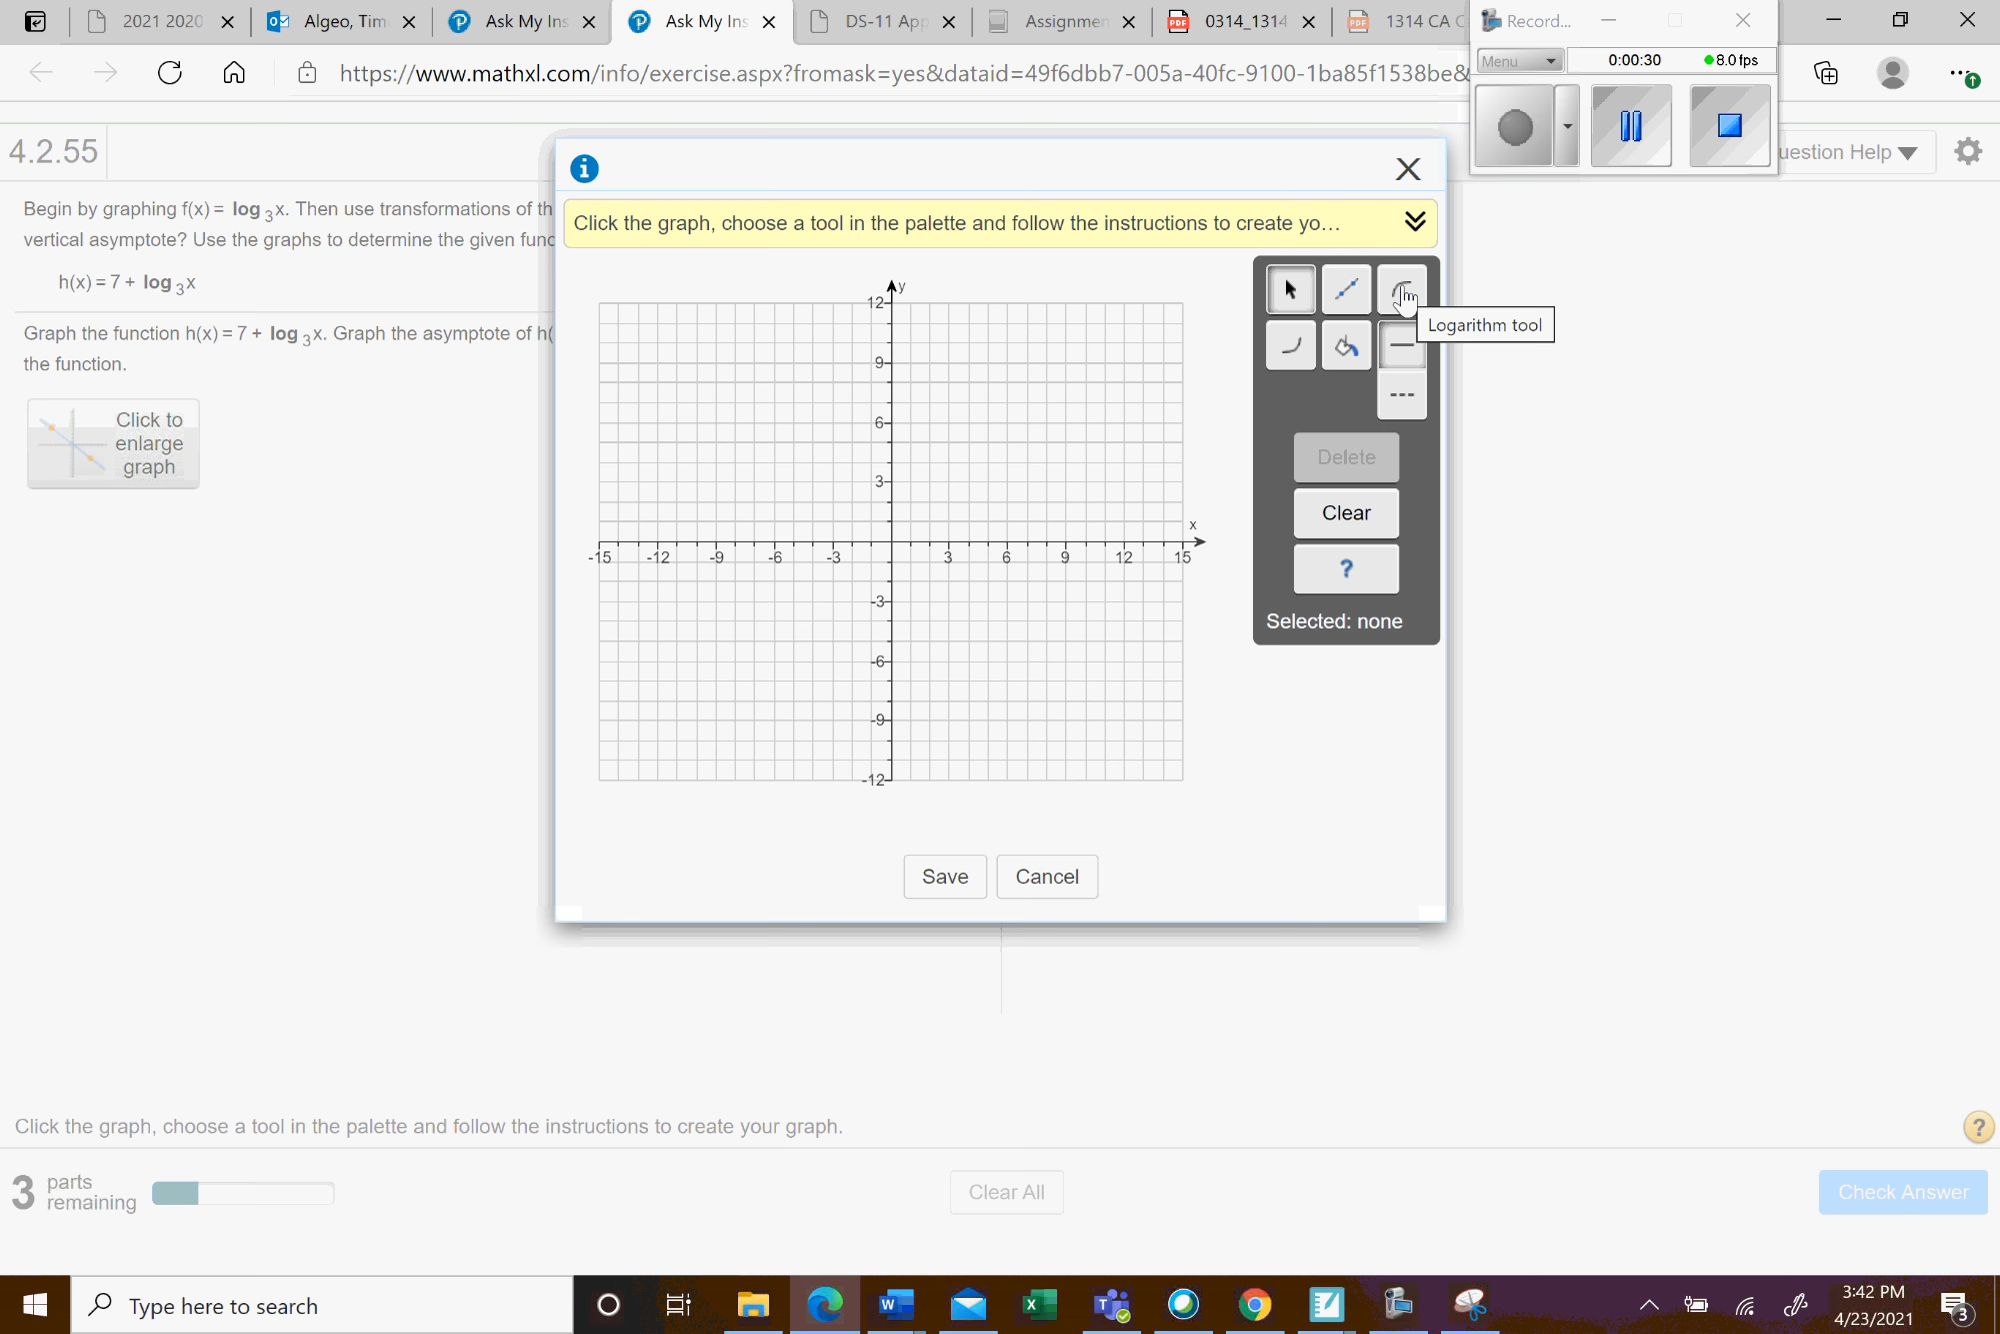 2021 2020
Algeo, Tim
Ask My Ins
Ask My Ins
DS-11 App
Assignmen
0314_1314
1314 CA C
Record...
https://www.mathxl.com/info/exercise.aspx?fromask=yes&dataid=49f6dbb7-005a-40fc-9100-1ba85f1538be&
Menu
0:00:30
8.0 fps
4.2.55
uestion Help
Begin by graphing f(x) = log 3x. Then use transformations of th
vertical asymptote? Use the graphs to determine the given func
h(x) = 7 + log 3x
Graph the function h(x) = 7 + log 3x. Graph the asymptote of h(
the function.
Click to
enlarge
graph
Click the graph, choose a tool in the palette and follow the instructions to create yo...
Logarithm tool
y
12
9
6
3
x
-15 -12 -9 -6 -3 3 6 9 12 15
-3
-6
-9
-12
Delete
Clear
?
Selected: none
Save
Cancel
Click the graph, choose a tool in the palette and follow the instructions to create your graph.
?
3 parts
remaining
Clear All
Check Answer
Type here to search
3:42 PM
4/23/2021
3